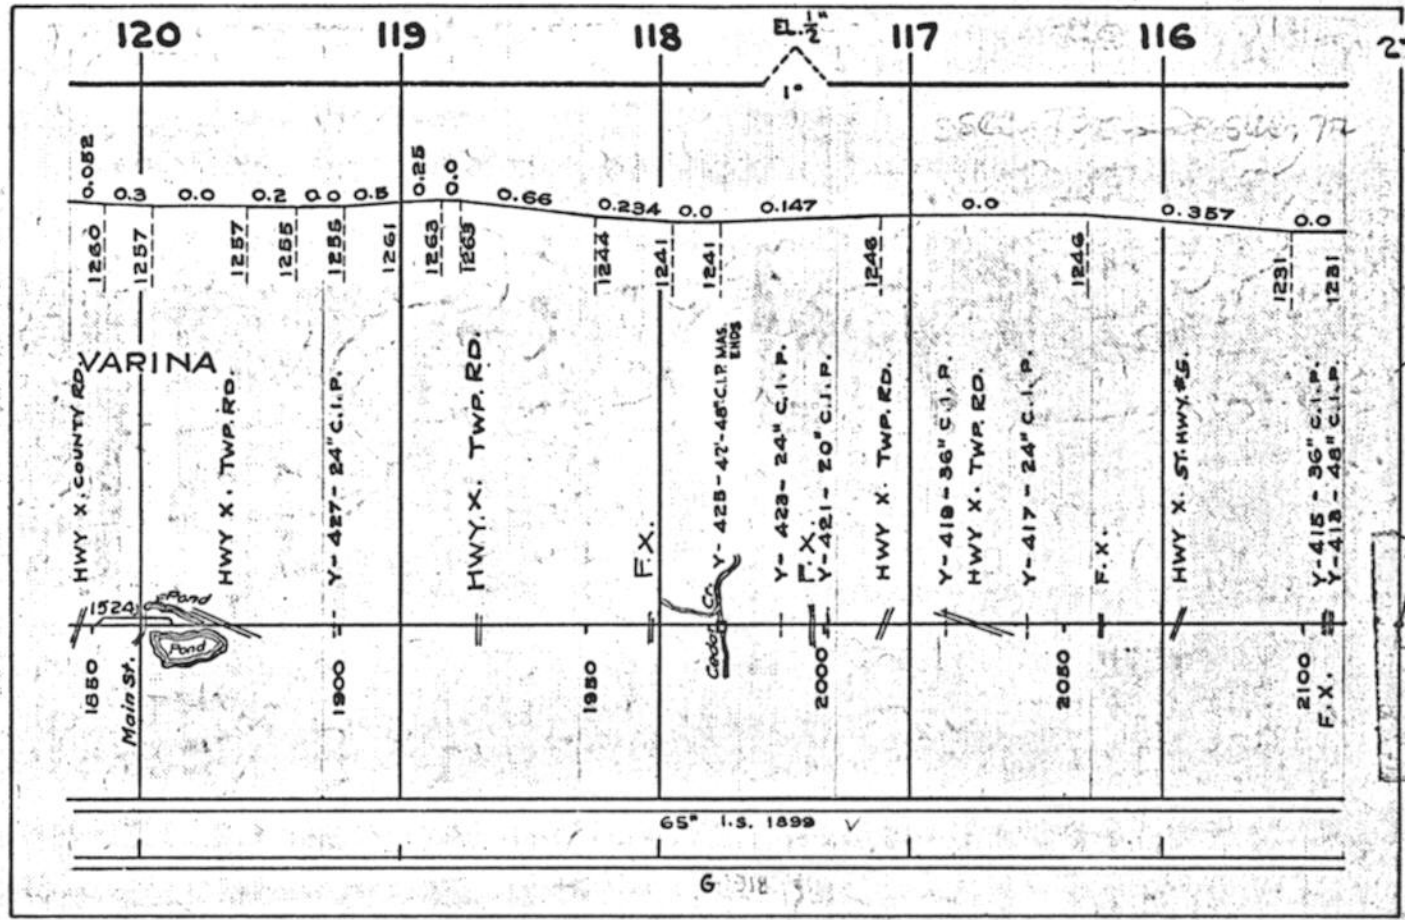 120 119 118 EL. ½" 117 116
1°
0.052 0.3 0.0 0.2 0.0 0.5 0.25 0.0 0.66 0.234 0.0 0.147 0.0 0.357 0.0
1260 1257 1257 1255 1255 1261 1263 1263 1244 1241 1241 1246 1246 1231 1231
VARINA
HWY X. COUNTY RD.
HWY X. TWP. RD.
Y-427-24" C.I.P.
HWY. X. TWP. RD.
F. X.
Y-425-42'-48" C.I.P. MAS.
ENDS
Y-423-24" C.I.P.
F. X.
Y-421-20" C.I.P.
HWY X. TWP. RD.
Y-419-36" C.I.P.
HWY X. TWP. RD.
Y-417-24" C.I.P.
F. X.
HWY X. ST. HWY. #5.
Y-415-36" C.I.P.
Y-413-48" C.I.P.
1524
Pond
Pond
Cedar Cr.
Main St.
1850 1900 1950 2000 2050 2100
F. X.
65# I.S. 1899 V
G